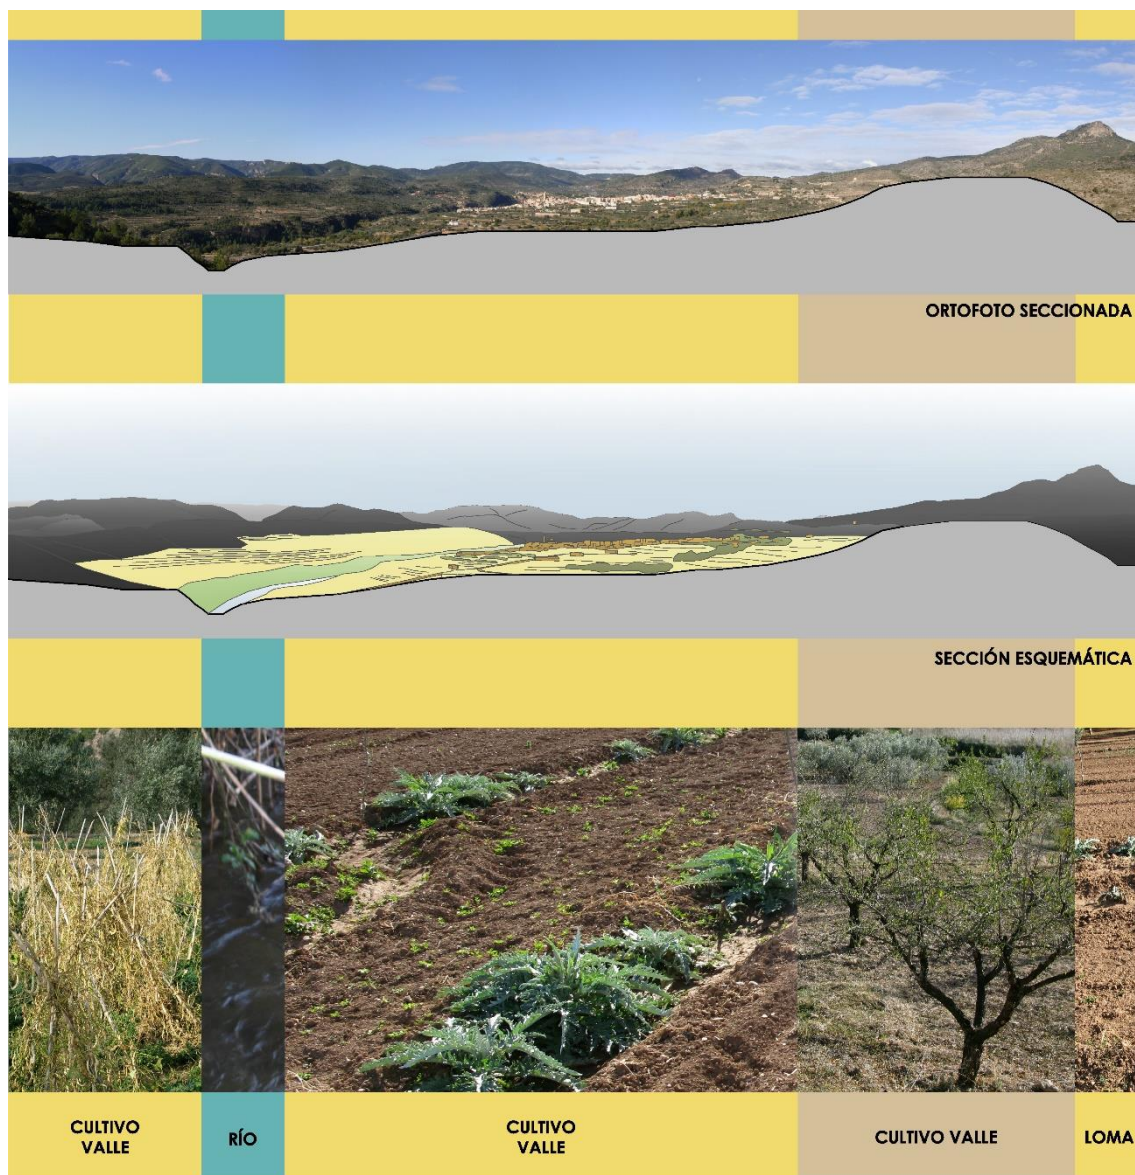 ORTOFOTO SECCIONADA
SECCIÓN ESQUEMÁTICA
CULTIVO
VALLE
RÍO
CULTIVO
VALLE
CULTIVO VALLE
LOMA